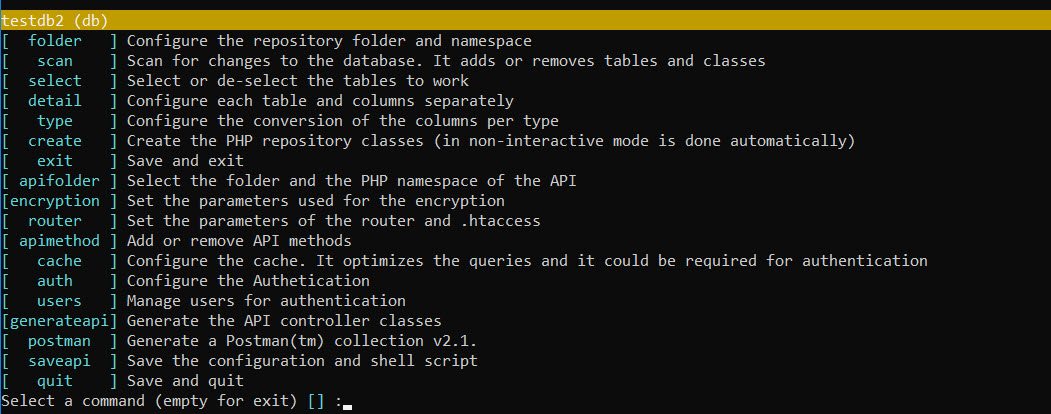 testdb2 (db)
[  folder   ] Configure the repository folder and namespace
[   scan    ] Scan for changes to the database. It adds or removes tables and classes
[  select   ] Select or de-select the tables to work
[  detail   ] Configure each table and columns separately
[   type    ] Configure the conversion of the columns per type
[  create   ] Create the PHP repository classes (in non-interactive mode is done automatically)
[   exit    ] Save and exit
[ apifolder ] Select the folder and the PHP namespace of the API
[encryption ] Set the parameters used for the encryption
[  router   ] Set the parameters of the router and .htaccess
[ apimethod ] Add or remove API methods
[   cache   ] Configure the cache. It optimizes the queries and it could be required for authentication
[   auth    ] Configure the Authetication
[   users   ] Manage users for authentication
[generateapi] Generate the API controller classes
[  postman  ] Generate a Postman(tm) collection v2.1.
[  saveapi  ] Save the configuration and shell script
[   quit    ] Save and quit
Select a command (empty for exit) [] :